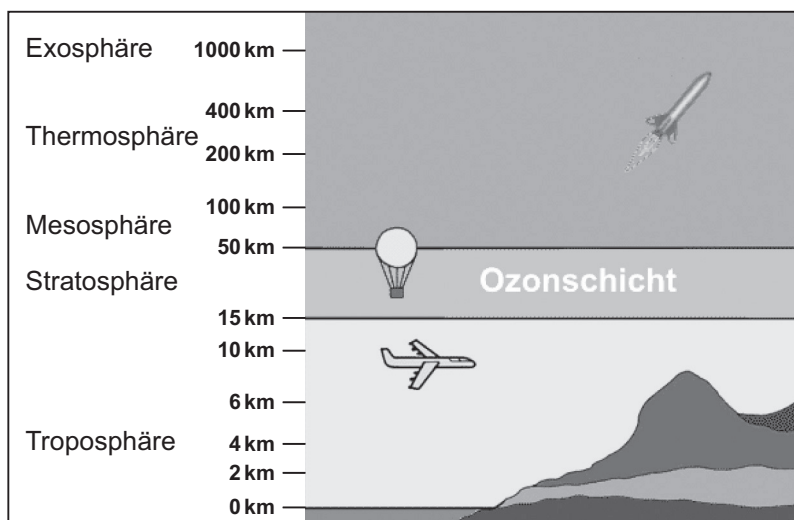 Exosphäre 1000 km
400 km
Thermosphäre
200 km
100 km
Mesosphäre
50 km
Stratosphäre Ozonschicht
15 km
10 km
6 km
Troposphäre 4 km
2 km
0 km